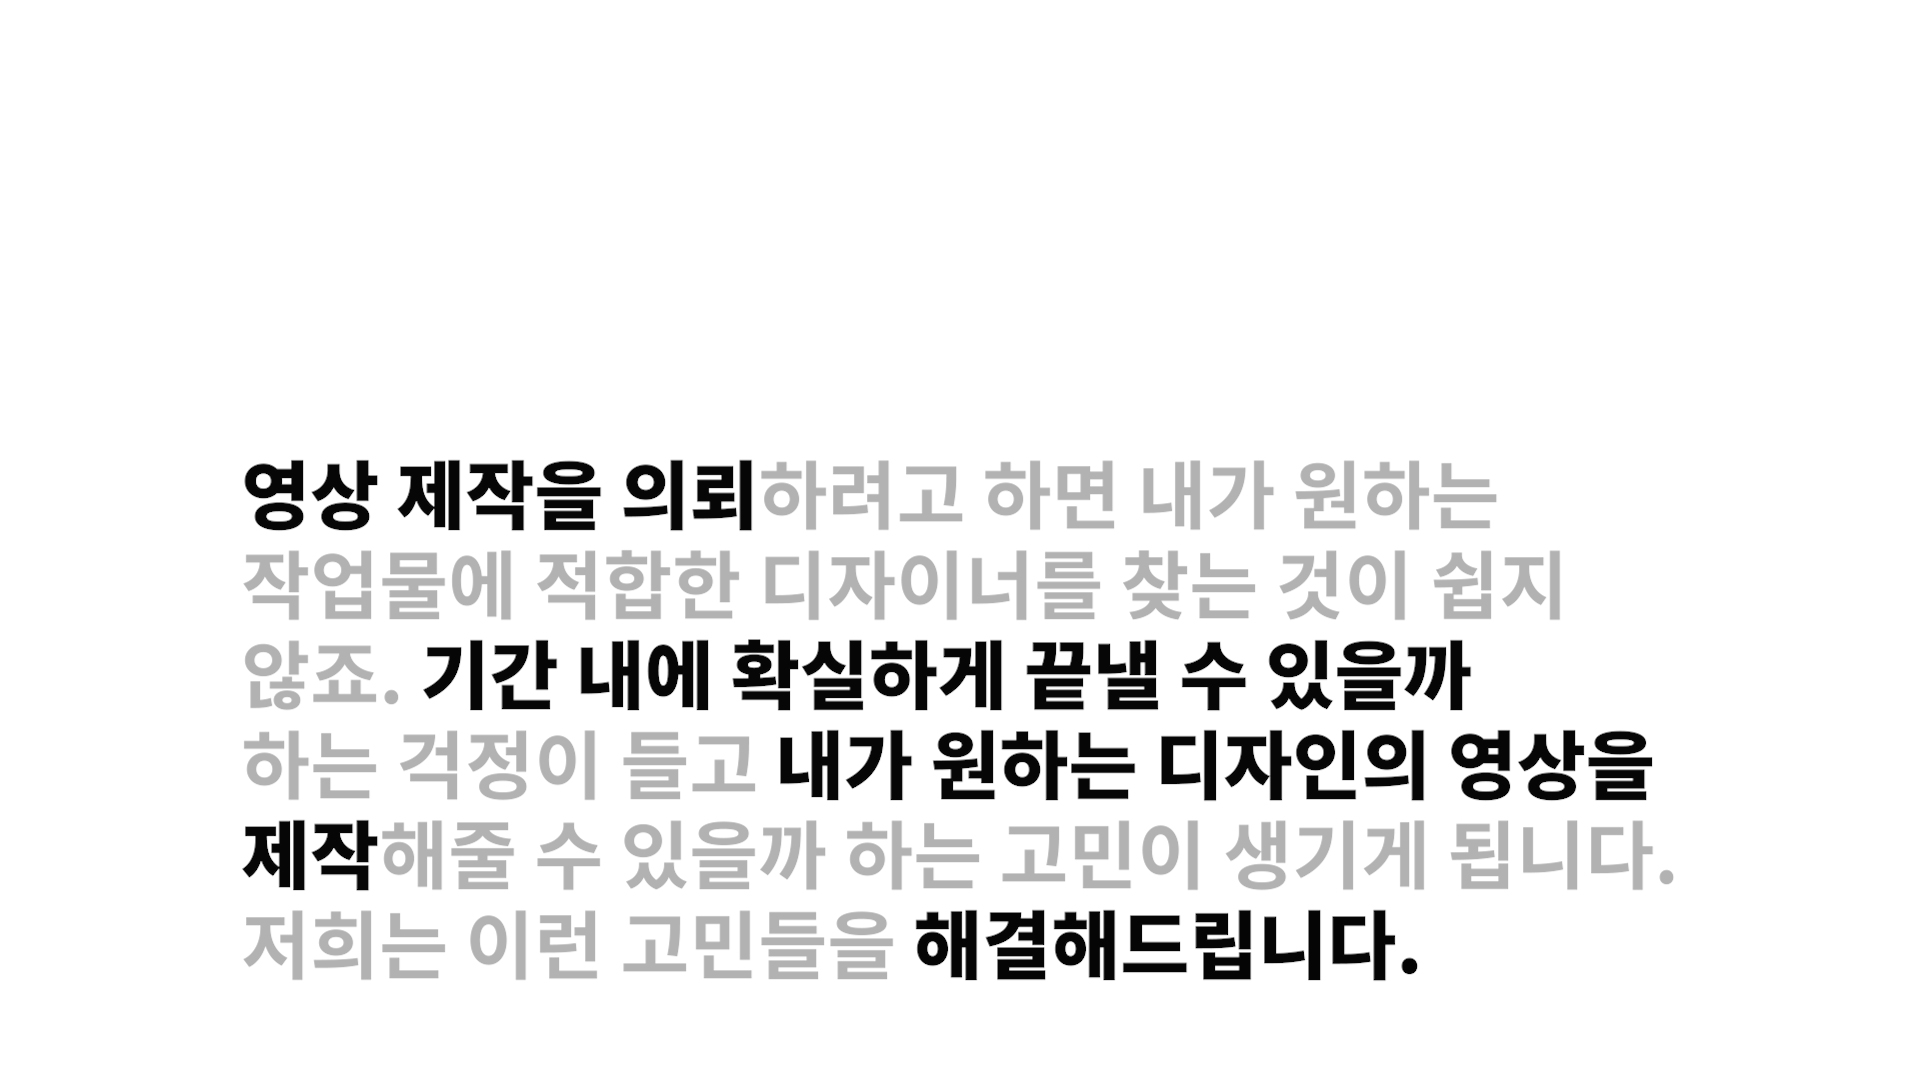 영상 제작을 의뢰하려고 하면 내가 원하는
작업물에 적합한 디자이너를 찾는 것이 쉽지
않죠. 기간 내에 확실하게 끝낼 수 있을까
하는 걱정이 들고 내가 원하는 디자인의 영상을
제작해줄 수 있을까 하는 고민이 생기게 됩니다.
저희는 이런 고민들을 해결해드립니다.